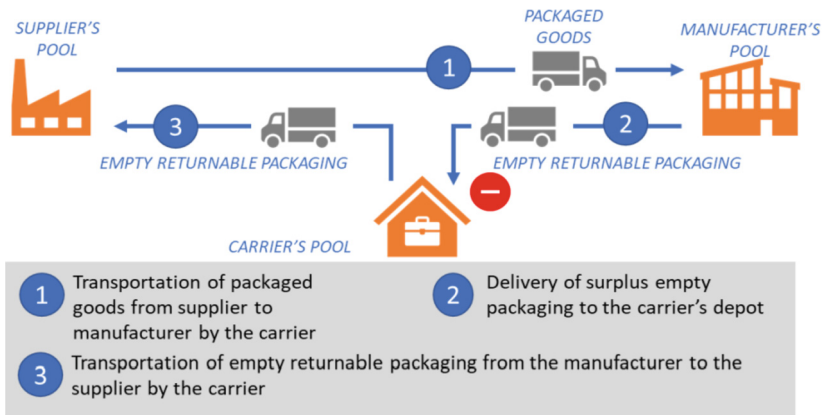 SUPPLIER'S
POOL
PACKAGED
GOODS
MANUFACTURER'S
POOL
1
3
2
EMPTY RETURNABLE PACKAGING
EMPTY RETURNABLE PACKAGING
CARRIER'S POOL
1 Transportation of packaged
goods from supplier to
manufacturer by the carrier
2 Delivery of surplus empty
packaging to the carrier's depot
3 Transportation of empty returnable packaging from the manufacturer to the
supplier by the carrier